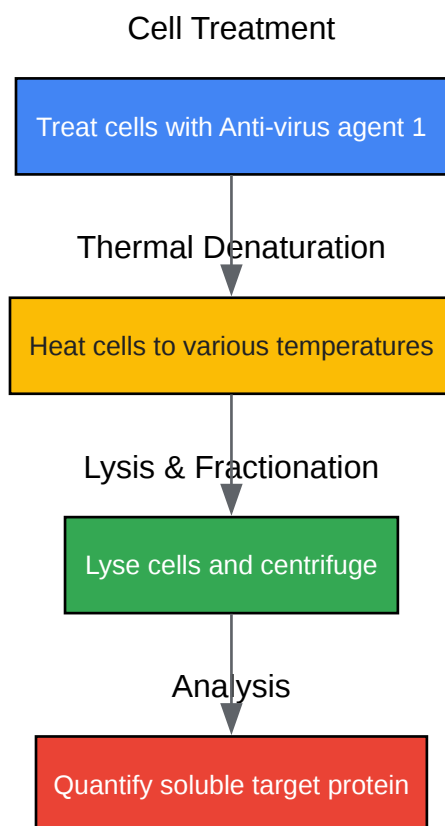 Cell Treatment
Treat cells with Anti-virus agent 1
Thermal Denaturation
Heat cells to various temperatures
Lysis & Fractionation
Lyse cells and centrifuge
Analysis
Quantify soluble target protein